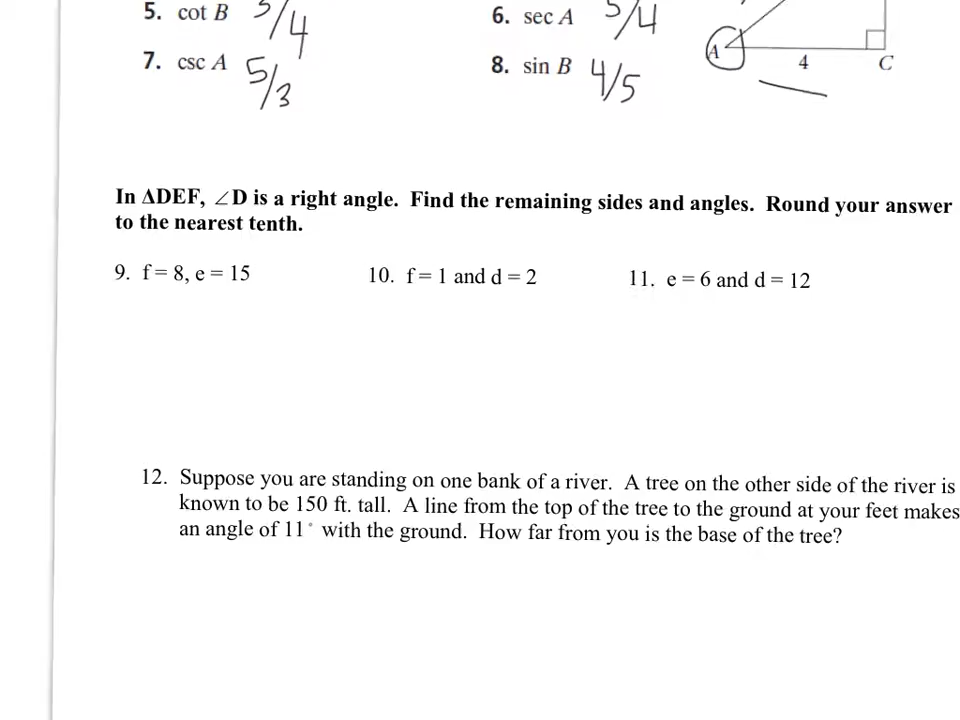 5. cot B 3/4 6. sec A 5/4
7. csc A 5/3 8. sin B 4/5
A 4 C
In ΔDEF, ∠D is a right angle. Find the remaining sides and angles. Round your answer
to the nearest tenth.
9. f = 8, e = 15 10. f = 1 and d = 2 11. e = 6 and d = 12
12. Suppose you are standing on one bank of a river. A tree on the other side of the river is
known to be 150 ft. tall. A line from the top of the tree to the ground at your feet makes
an angle of 11° with the ground. How far from you is the base of the tree?